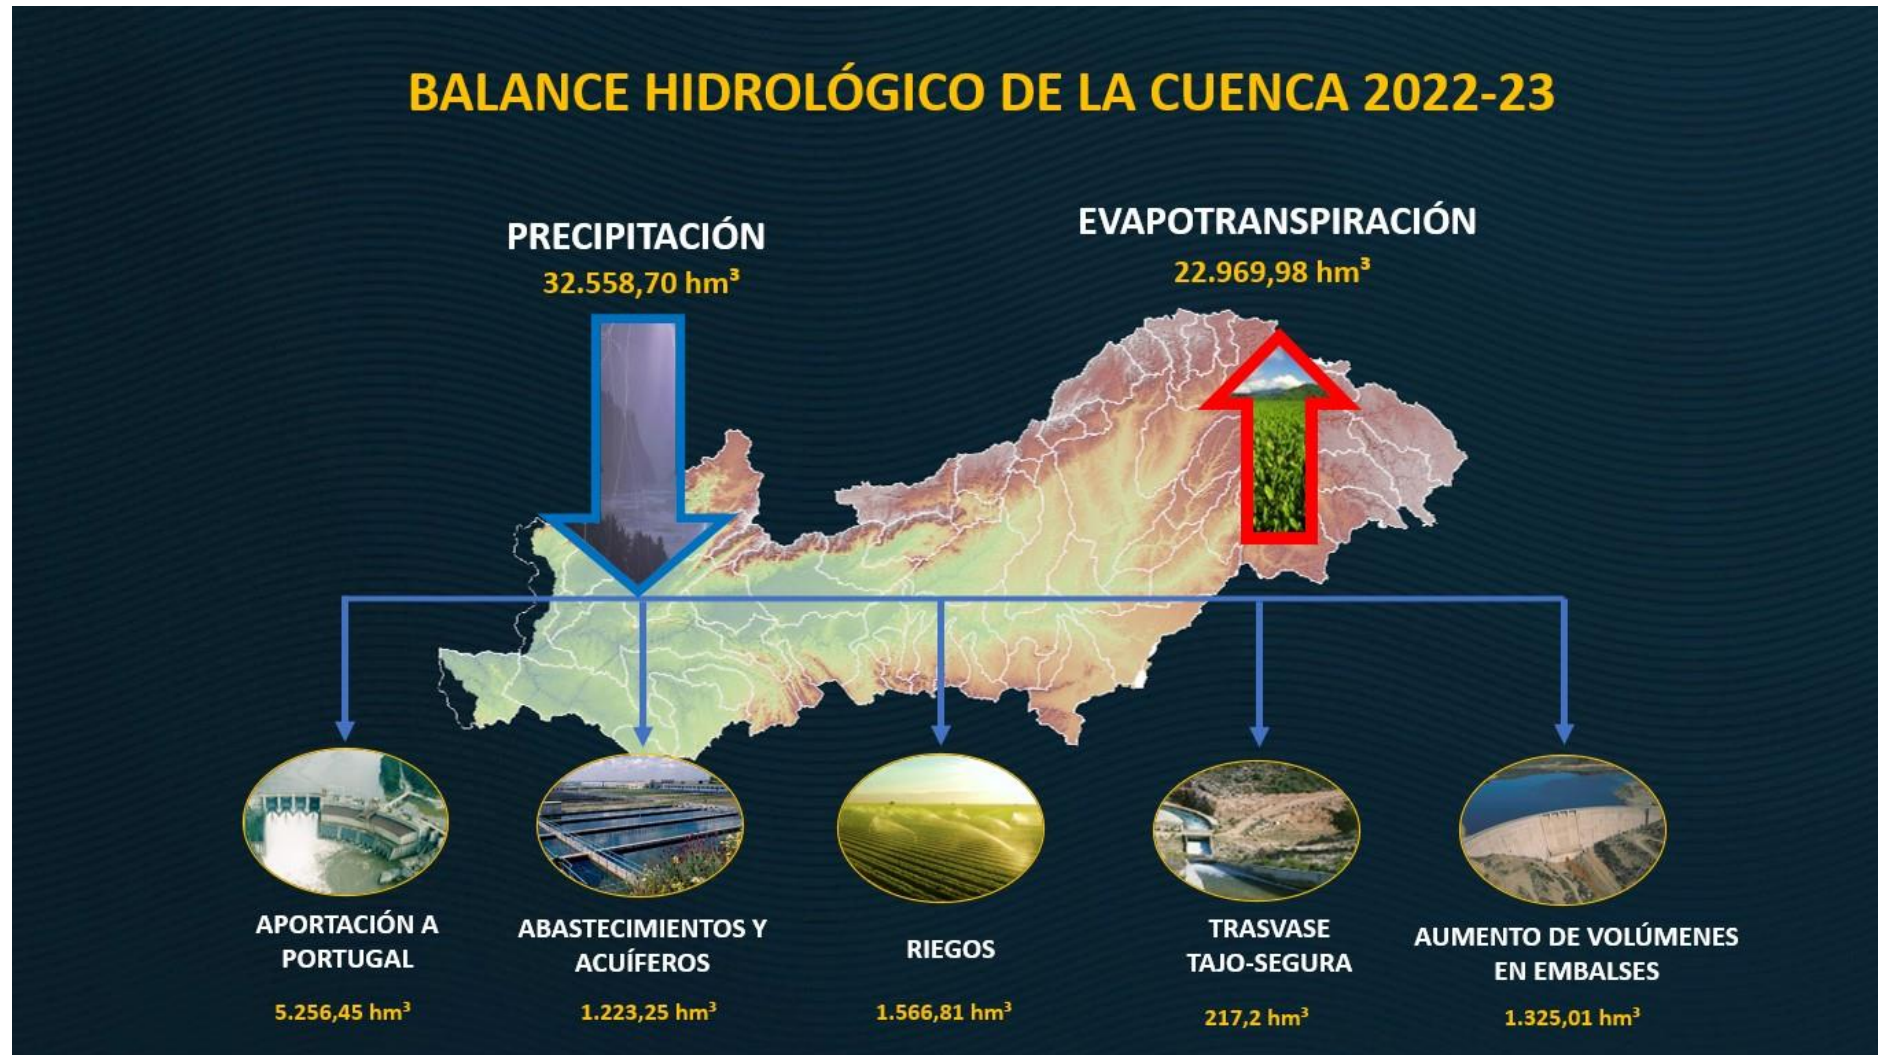 BALANCE HIDROLÓGICO DE LA CUENCA 2022-23
PRECIPITACIÓN
32.558,70 hm³
EVAPOTRANSPIRACIÓN
22.969,98 hm³
APORTACIÓN A
PORTUGAL
5.256,45 hm³
ABASTECIMIENTOS Y
ACUÍFEROS
1.223,25 hm³
RIEGOS
1.566,81 hm³
TRASVASE
TAJO-SEGURA
217,2 hm³
AUMENTO DE VOLÚMENES
EN EMBALSES
1.325,01 hm³